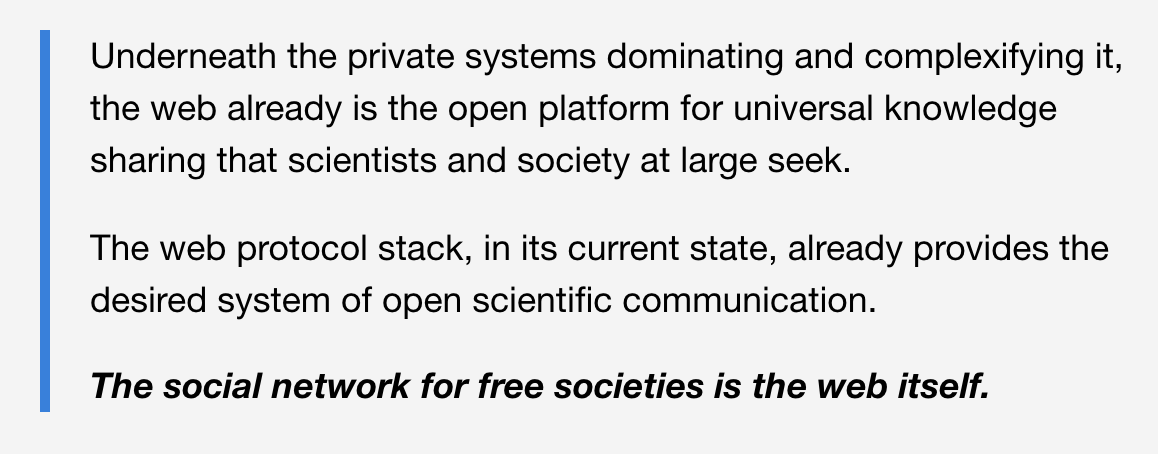 Underneath the private systems dominating and complexifying it,
the web already is the open platform for universal knowledge
sharing that scientists and society at large seek.
The web protocol stack, in its current state, already provides the
desired system of open scientific communication.
The social network for free societies is the web itself.